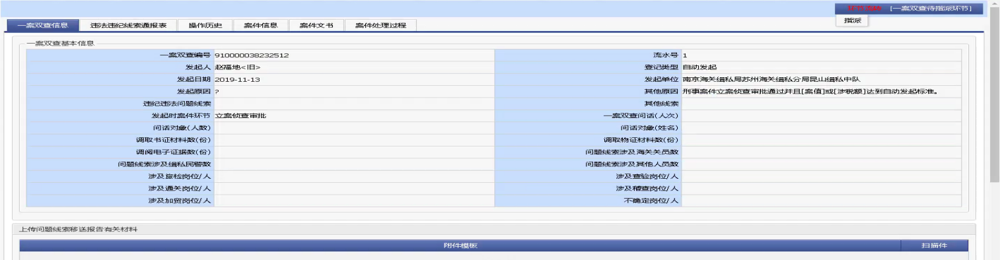 [一案双查待指派环节]
指派
一案双查信息 违法违纪线索通报表 操作历史 案件信息 案件文书 案件处理过程
一案双查基本信息
一案双查编号 910000038232512 流水号 1
发起人 赵福地<旧> 登记类型 自动发起
发起日期 2019-11-13 发起单位 南京海关缉私局苏州海关缉私分局昆山缉私中队
发起原因 ? 其他原因 刑事案件立案侦查审批通过并且[案值]或[涉税额]达到自动发起标准。
违纪违法问题线索 其他线索
发起时案件环节 立案侦查审批 一案双查问话(人次)
问话对象(人数) 问话对象(姓名)
调取书证材料数(份) 调取物证材料数(份)
调阅电子证据数(份) 问题线索涉及海关关员数
问题线索涉及缉私民警数 问题线索涉及其他人员数
涉及旅检岗位/人 涉及查验岗位/人
涉及通关岗位/人 涉及稽查岗位/人
涉及加贸岗位/人 不确定岗位/人
上传问题线索移送报告有关材料
附件模板 扫描件